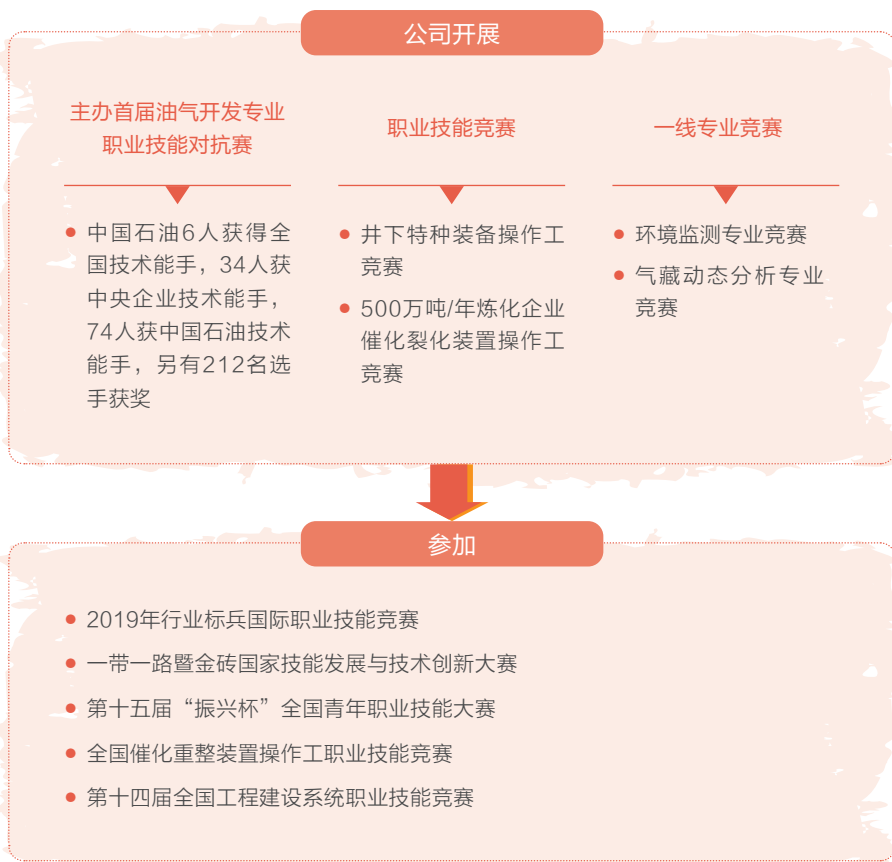 公司开展
主办首届油气开发专业
职业技能对抗赛
中国石油6人获得全
国技术能手，34人获
中央企业技术能手，
74人获中国石油技术
能手，另有212名选
手获奖
职业技能竞赛
井下特种装备操作工
竞赛
500万吨/年炼化企业
催化裂化装置操作工
竞赛
一线专业竞赛
环境监测专业竞赛
气藏动态分析专业
竞赛
参加
2019年行业标兵国际职业技能竞赛
一带一路暨金砖国家技能发展与技术创新大赛
第十五届“振兴杯”全国青年职业技能大赛
全国催化重整装置操作工职业技能竞赛
第十四届全国工程建设系统职业技能竞赛